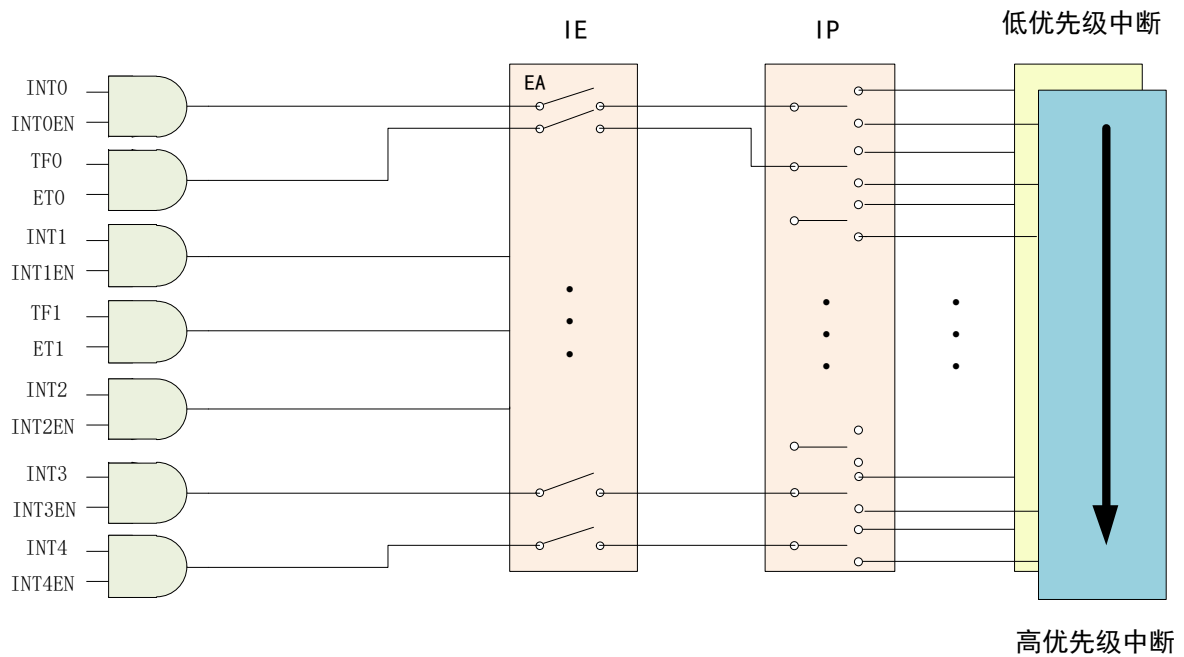 低优先级中断
IE
IP
EA
INT0
INT0EN
TF0
ET0
INT1
INT1EN
TF1
ET1
INT2
INT2EN
INT3
INT3EN
INT4
INT4EN
高优先级中断